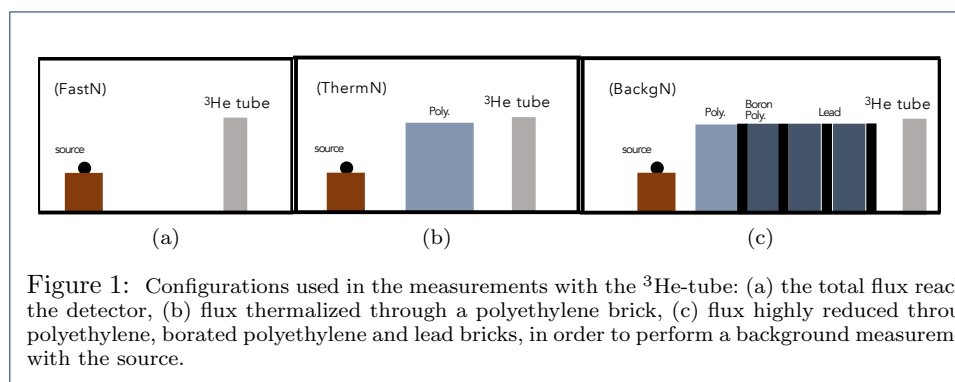 (FastN)
³He tube
source
(a)
(ThermN)
³He tube
Poly.
source
(b)
(BackgN)
³He tube
Poly.
Boron
Poly.
Lead
source
(c)
Figure 1: Configurations used in the measurements with the ³He-tube: (a) the total flux reac
the detector, (b) flux thermalized through a polyethylene brick, (c) flux highly reduced throu
polyethylene, borated polyethylene and lead bricks, in order to perform a background measureme
with the source.